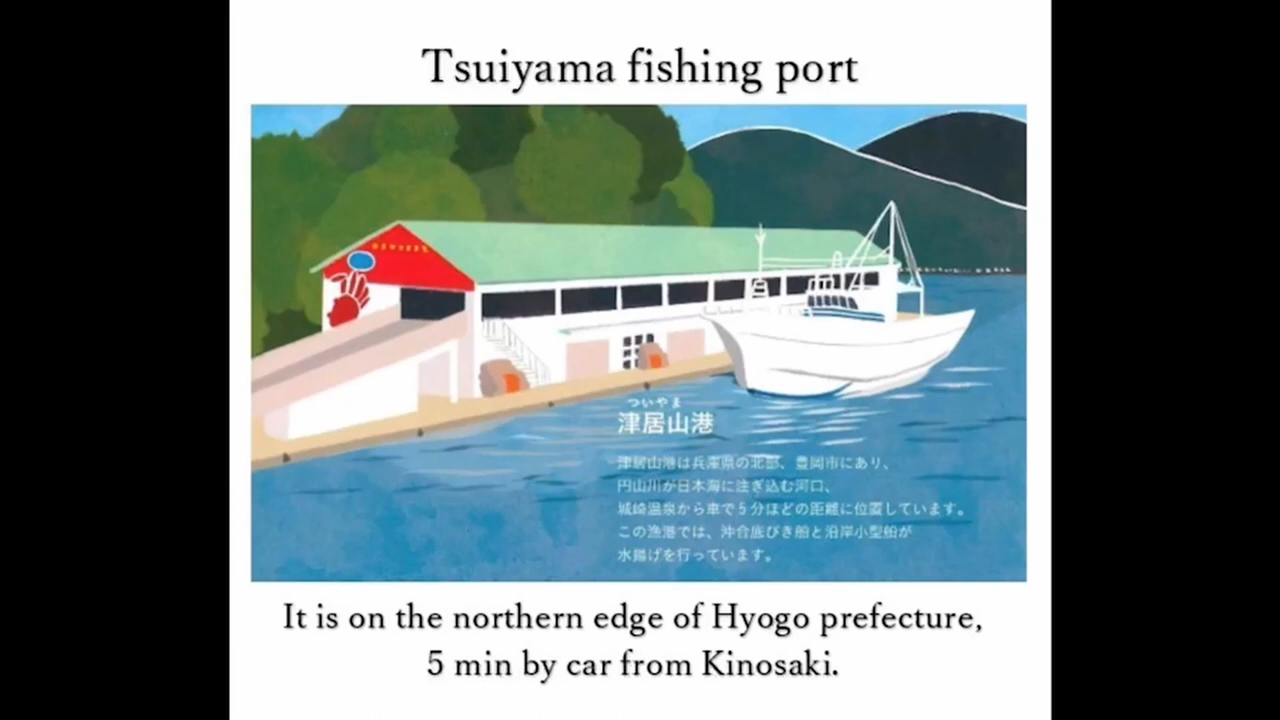 Tsuiyama fishing port
ついやま
津居山港
津居山港は兵庫県の北部、豊岡市にあり、
円山川が日本海に注ぎ込む河口、
城崎温泉から車で5分ほどの距離に位置しています。
この漁港では、沖合底びき船と沿岸小型船が
水揚げを行っています。
It is on the northern edge of Hyogo prefecture,
5 min by car from Kinosaki.